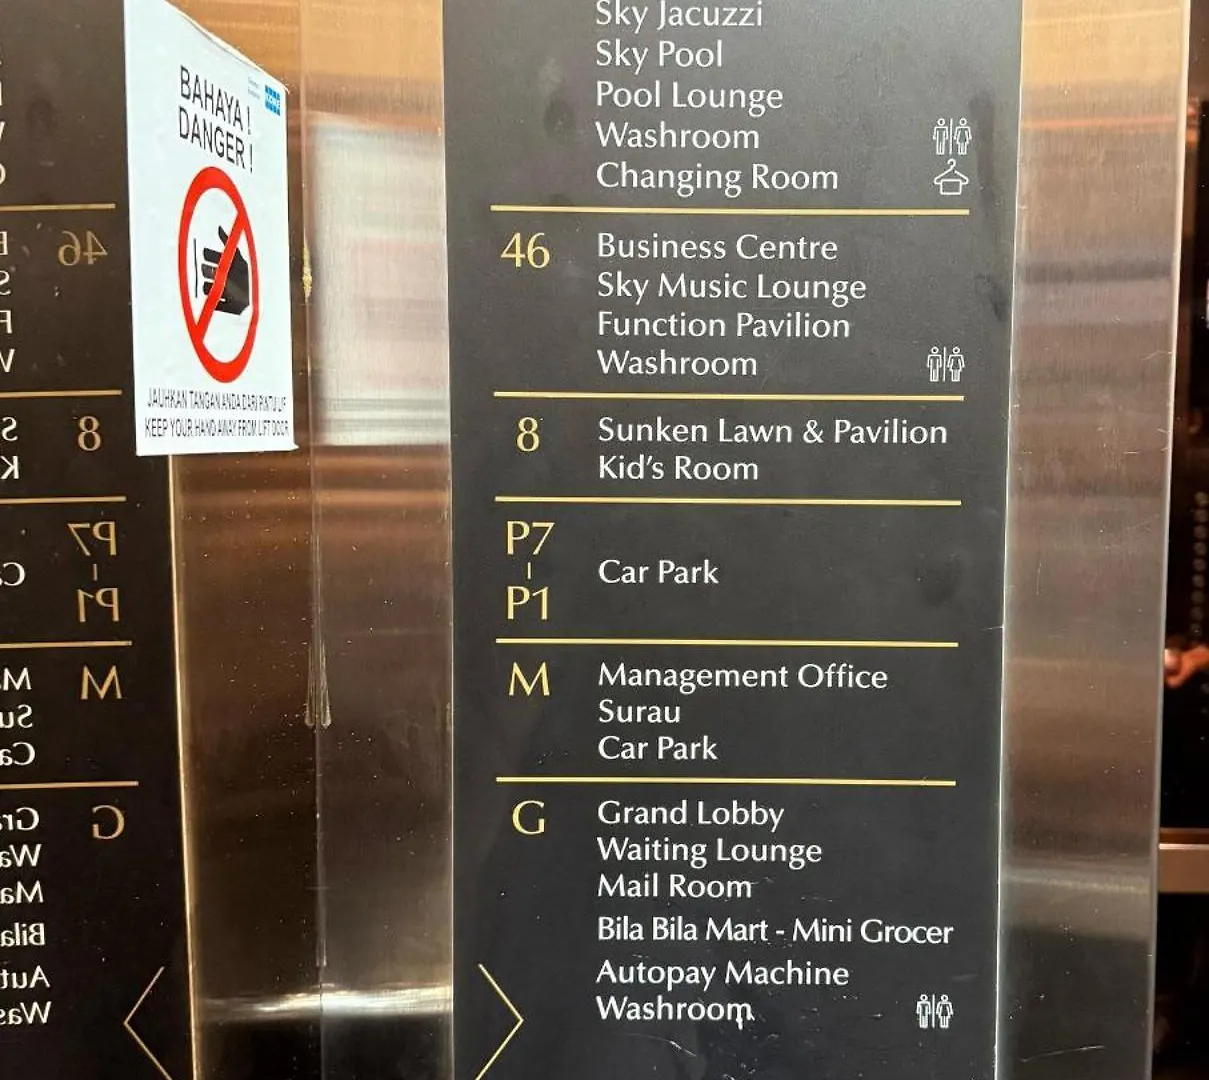 BAHAYA !
DANGER !
JAUHKAN TANGAN ANDA DARI PINTU LIF
KEEP YOUR HAND AWAY FROM LIFT DOOR
Sky Jacuzzi
Sky Pool
Pool Lounge
Washroom
Changing Room
46 Business Centre
Sky Music Lounge
Function Pavilion
Washroom
8 Sunken Lawn & Pavilion
Kid's Room
P7
- Car Park
P1
M Management Office
Surau
Car Park
G Grand Lobby
Waiting Lounge
Mail Room
Bila Bila Mart - Mini Grocer
Autopay Machine
Washroom